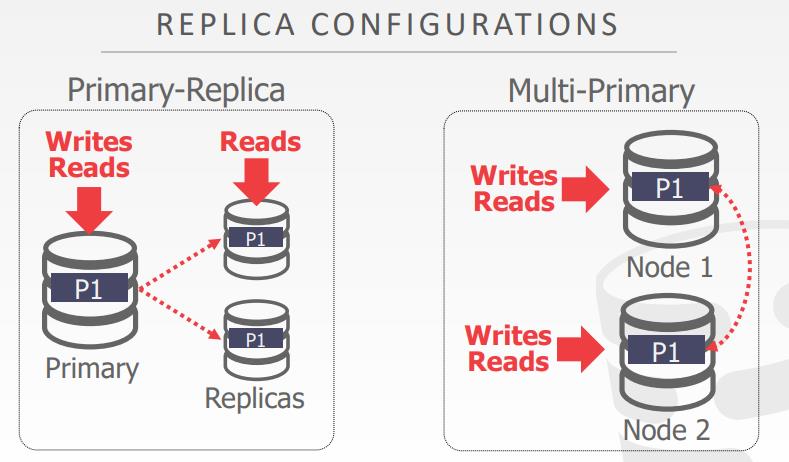 REPLICA CONFIGURATIONS
Primary-Replica
Writes
Reads
Reads
P1
P1
P1
Primary
Replicas
Multi-Primary
Writes
Reads
P1
Node 1
Writes
Reads
P1
Node 2